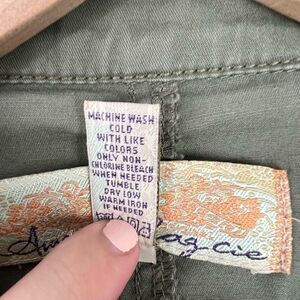 MACHINE WASH
COLD
WITH LIKE
COLORS
ONLY NON-
CHLORINE BLEACH
WHEN NEEDED
TUMBLE
DRY LOW
WARM IRON
IF NEEDED